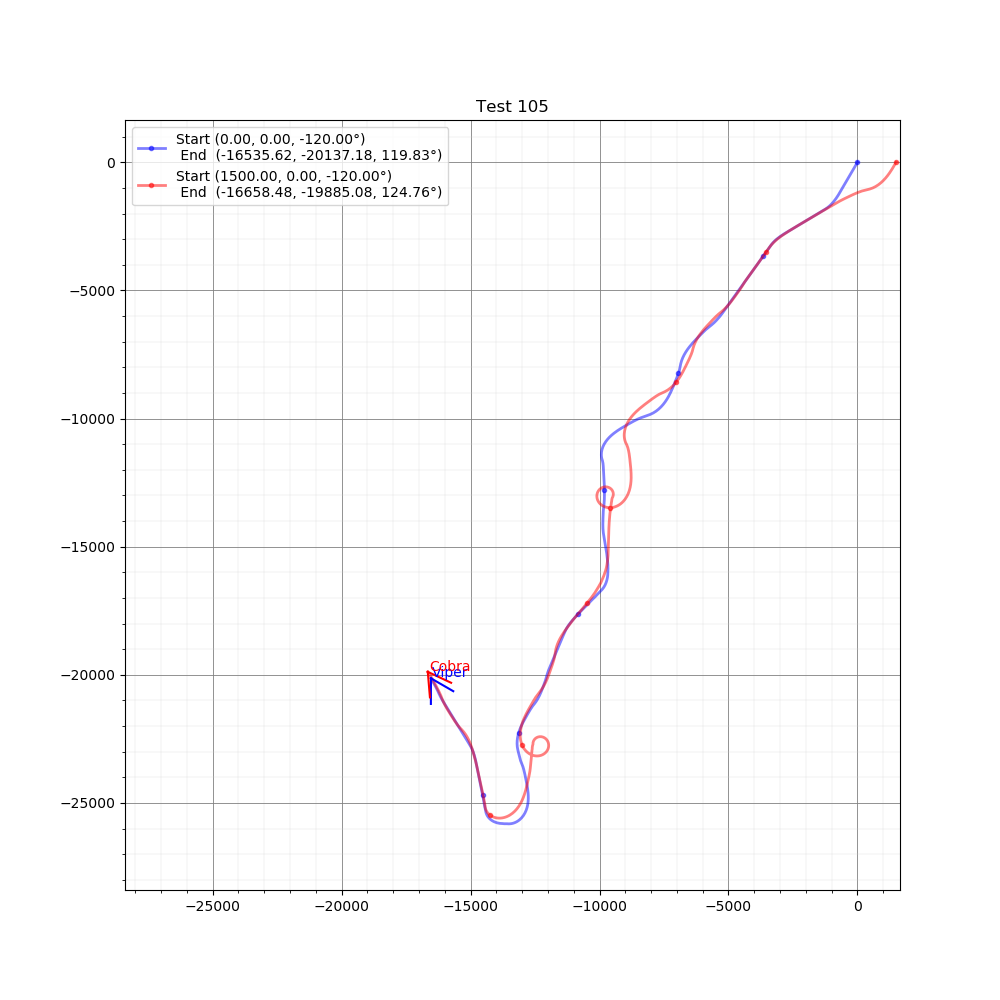 Test 105
Start (0.00, 0.00, -120.00°)
End (-16535.62, -20137.18, 119.83°)
Start (1500.00, 0.00, -120.00°)
End (-16658.48, -19885.08, 124.76°)
0
−5000
−10000
−15000
−20000
−25000
Cobra
Viper
−25000
−20000
−15000
−10000
−5000
0